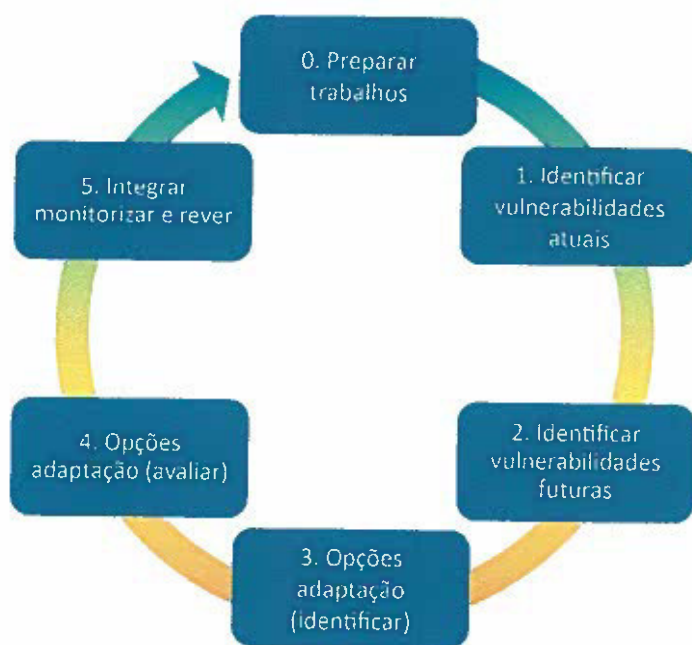 0. Preparar
trabalhos
1. Identificar
vulnerabilidades
atuais
2. Identificar
vulnerabilidades
futuras
3. Opções
adaptação
(identificar)
4. Opções
adaptação (avaliar)
5. Integrar
monitorizar e rever